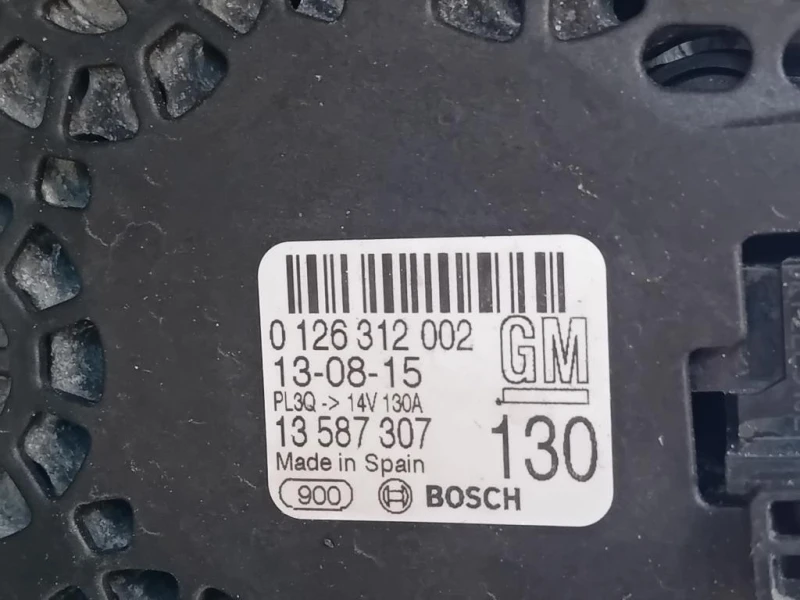 0 126 312 002
13-08-15
GM
PL3Q -> 14V 130A
13 587 307
130
Made in Spain
900
BOSCH